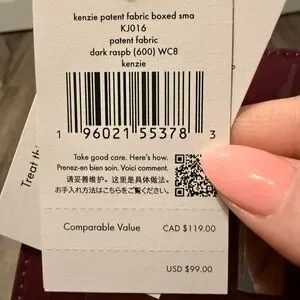 kenzie patent fabric boxed sma
KJ016
patent fabric
dark raspb (600) WC8
kenzie
1 96021 55378 3
Take good care. Here's how.
Prenez-en bien soin. Voici comment.
请妥善维护。这里是具体做法。
お手入れ方法はこちらをご覧ください。
Comparable Value CAD $119.00
USD $99.00
Treat thi